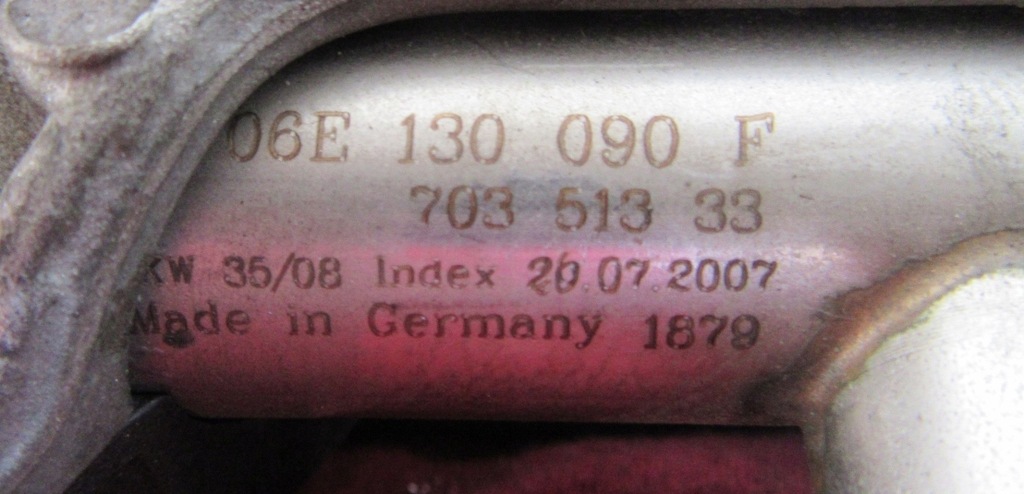 06E 130 090 F
703 513 33
KW 35/08 Index 20.07.2007
Made in Germany 1879